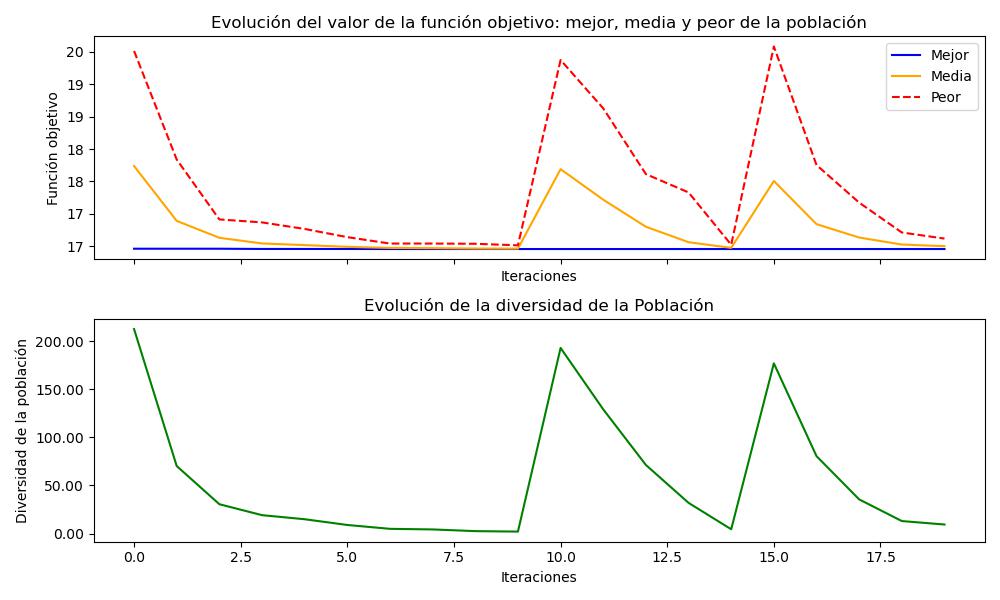 Evolución del valor de la función objetivo: mejor, media y peor de la población
Función objetivo
20
19
19
18
18
17
17
Mejor
Media
Peor
Iteraciones
Evolución de la diversidad de la Población
Diversidad de la población
200.00
150.00
100.00
50.00
0.00
0.0 2.5 5.0 7.5 10.0 12.5 15.0 17.5
Iteraciones